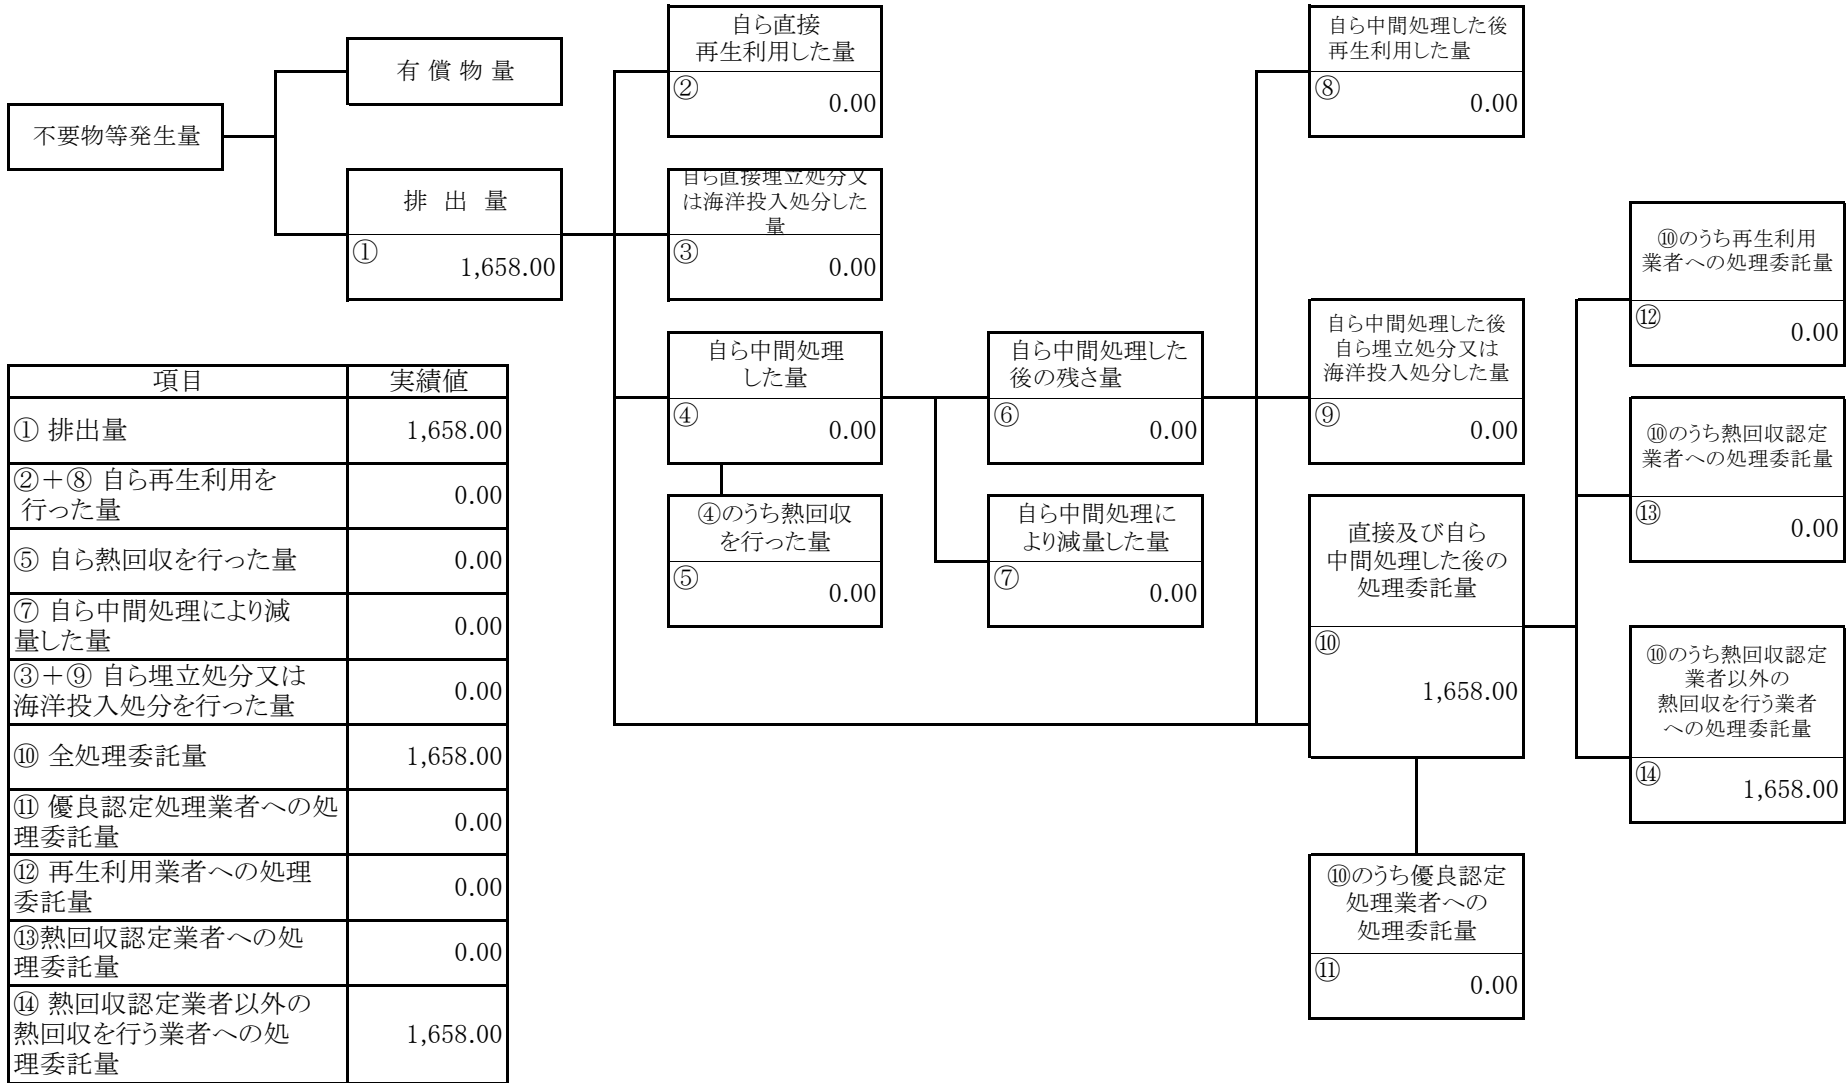 不要物等発生量
有 償 物 量
排 出 量
①
1,658.00
自ら直接
再生利用した量
②
0.00
自ら直接埋立処分又
は海洋投入処分した
量
③
0.00
自ら中間処理
した量
④
0.00
④のうち熱回収
を行った量
⑤
0.00
自ら中間処理した
後の残さ量
⑥
0.00
自ら中間処理に
より減量した量
⑦
0.00
自ら中間処理した後
再生利用した量
⑧
0.00
自ら中間処理した後
自ら埋立処分又は
海洋投入処分した量
⑨
0.00
直接及び自ら
中間処理した後の
処理委託量
⑩
1,658.00
⑩のうち優良認定
処理業者への
処理委託量
⑪
0.00
⑩のうち再生利用
業者への処理委託量
⑫
0.00
⑩のうち熱回収認定
業者への処理委託量
⑬
0.00
⑩のうち熱回収認定
業者以外の
熱回収を行う業者
への処理委託量
⑭
1,658.00
項目 実績値
① 排出量 1,658.00
②＋⑧ 自ら再生利用を
行った量 0.00
⑤ 自ら熱回収を行った量 0.00
⑦ 自ら中間処理により減
量した量 0.00
③＋⑨ 自ら埋立処分又は
海洋投入処分を行った量 0.00
⑩ 全処理委託量 1,658.00
⑪ 優良認定処理業者への処
理委託量 0.00
⑫ 再生利用業者への処理
委託量 0.00
⑬熱回収認定業者への処
理委託量 0.00
⑭ 熱回収認定業者以外の
熱回収を行う業者への処
理委託量 1,658.00